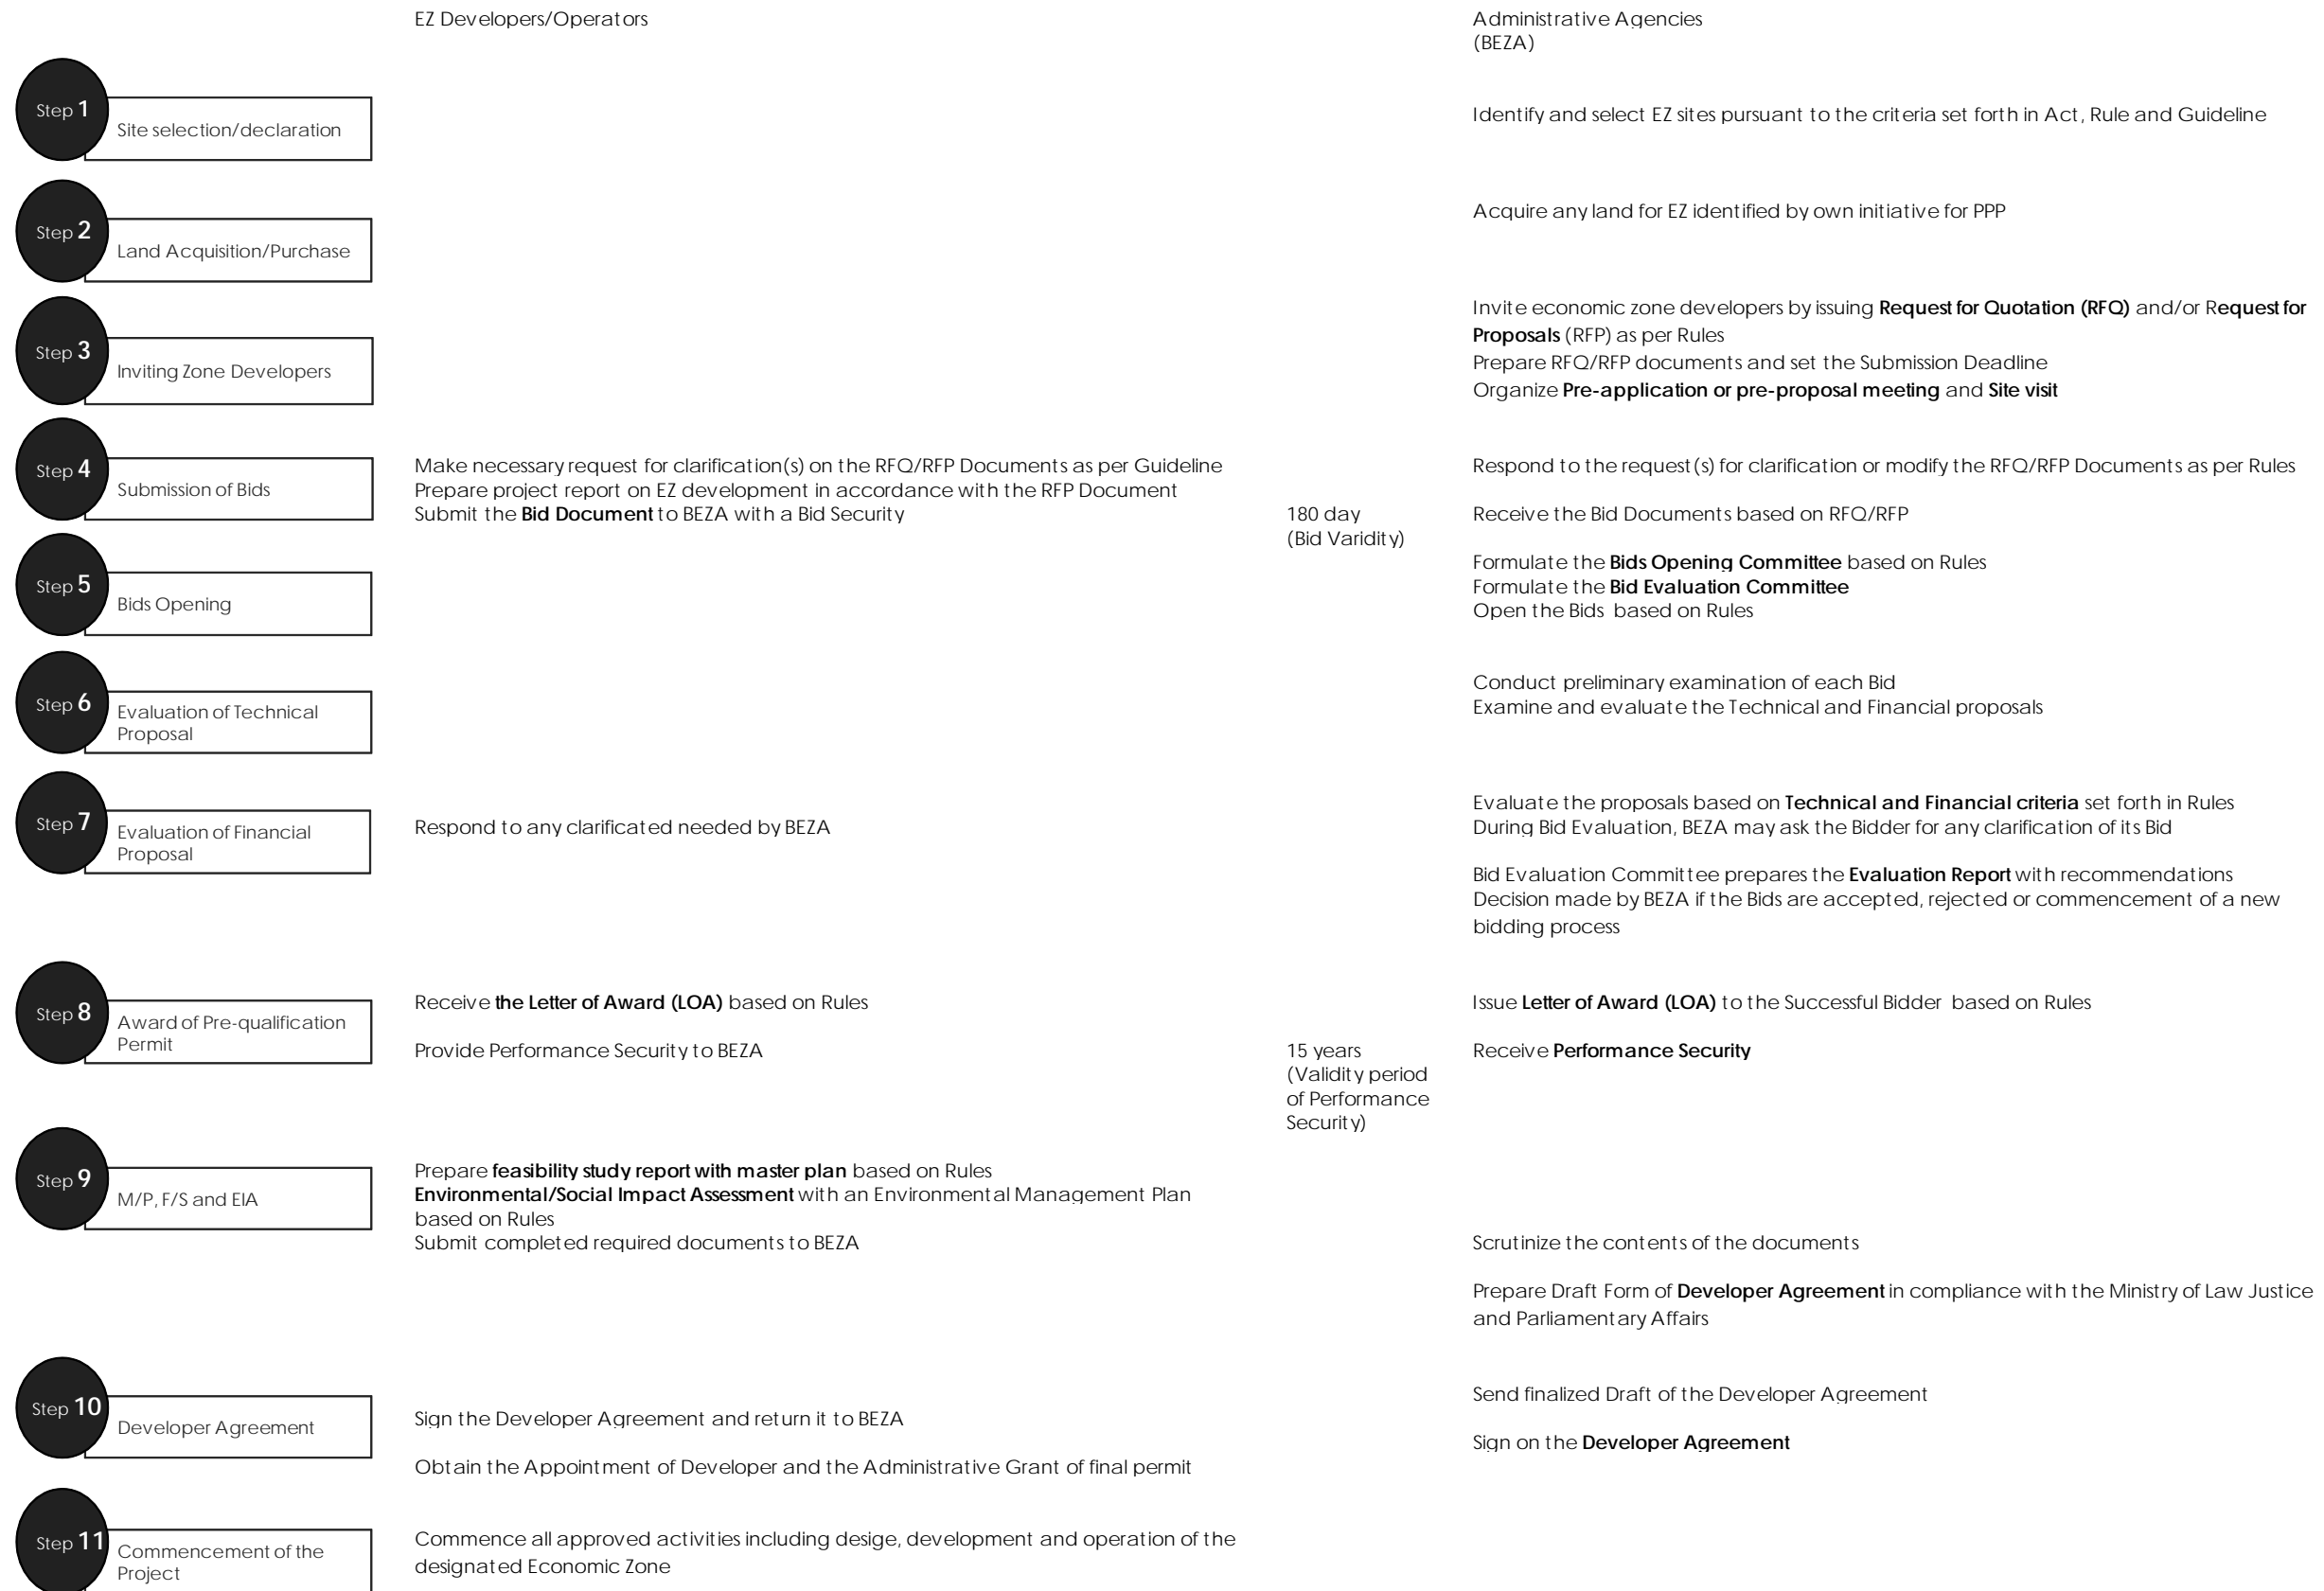 EZ Developers/Operators
Administrative Agencies
(BEZA)
Step 1
Site selection/declaration
Identify and select EZ sites pursuant to the criteria set forth in Act, Rule and Guideline
Step 2
Land Acquisition/Purchase
Acquire any land for EZ identified by own initiative for PPP
Step 3
Inviting Zone Developers
Invite economic zone developers by issuing Request for Quotation (RFQ) and/or Request for
Proposals (RFP) as per Rules
Prepare RFQ/RFP documents and set the Submission Deadline
Organize Pre-application or pre-proposal meeting and Site visit
Step 4
Submission of Bids
Make necessary request for clarification(s) on the RFQ/RFP Documents as per Guideline
Prepare project report on EZ development in accordance with the RFP Document
Submit the Bid Document to BEZA with a Bid Security
180 day
(Bid Varidity)
Respond to the request(s) for clarification or modify the RFQ/RFP Documents as per Rules
Receive the Bid Documents based on RFQ/RFP
Step 5
Bids Opening
Formulate the Bids Opening Committee based on Rules
Formulate the Bid Evaluation Committee
Open the Bids based on Rules
Step 6
Evaluation of Technical
Proposal
Conduct preliminary examination of each Bid
Examine and evaluate the Technical and Financial proposals
Step 7
Evaluation of Financial
Proposal
Respond to any clarificated needed by BEZA
Evaluate the proposals based on Technical and Financial criteria set forth in Rules
During Bid Evaluation, BEZA may ask the Bidder for any clarification of its Bid
Bid Evaluation Committee prepares the Evaluation Report with recommendations
Decision made by BEZA if the Bids are accepted, rejected or commencement of a new
bidding process
Step 8
Award of Pre-qualification
Permit
Receive the Letter of Award (LOA) based on Rules
Provide Performance Security to BEZA
15 years
(Validity period
of Performance
Security)
Issue Letter of Award (LOA) to the Successful Bidder based on Rules
Receive Performance Security
Step 9
M/P, F/S and EIA
Prepare feasibility study report with master plan based on Rules
Environmental/Social Impact Assessment with an Environmental Management Plan
based on Rules
Submit completed required documents to BEZA
Scrutinize the contents of the documents
Prepare Draft Form of Developer Agreement in compliance with the Ministry of Law Justice
and Parliamentary Affairs
Step 10
Developer Agreement
Sign the Developer Agreement and return it to BEZA
Obtain the Appointment of Developer and the Administrative Grant of final permit
Send finalized Draft of the Developer Agreement
Sign on the Developer Agreement
Step 11
Commencement of the
Project
Commence all approved activities including desige, development and operation of the
designated Economic Zone